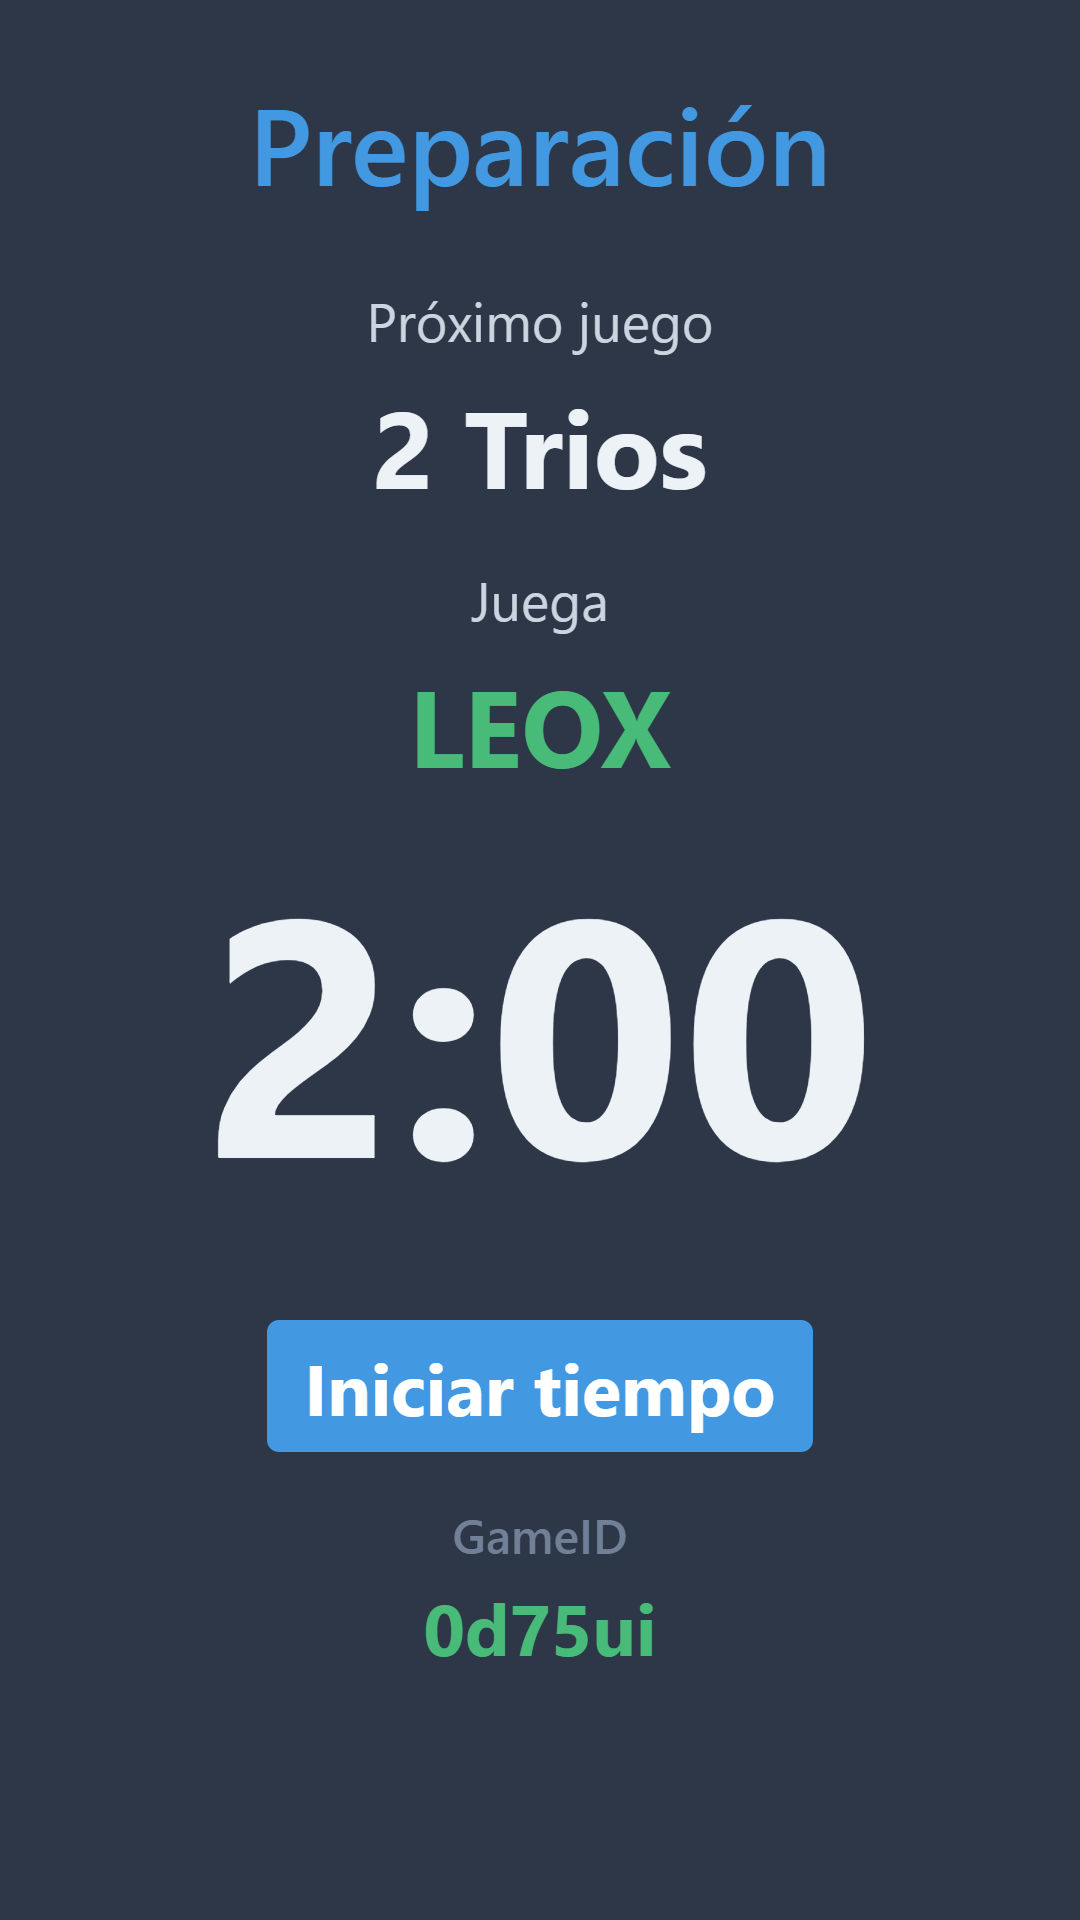 Preparación
Próximo juego
2 Trios
Juega
LEOX
2:00
Iniciar tiempo
GameID
0d75ui